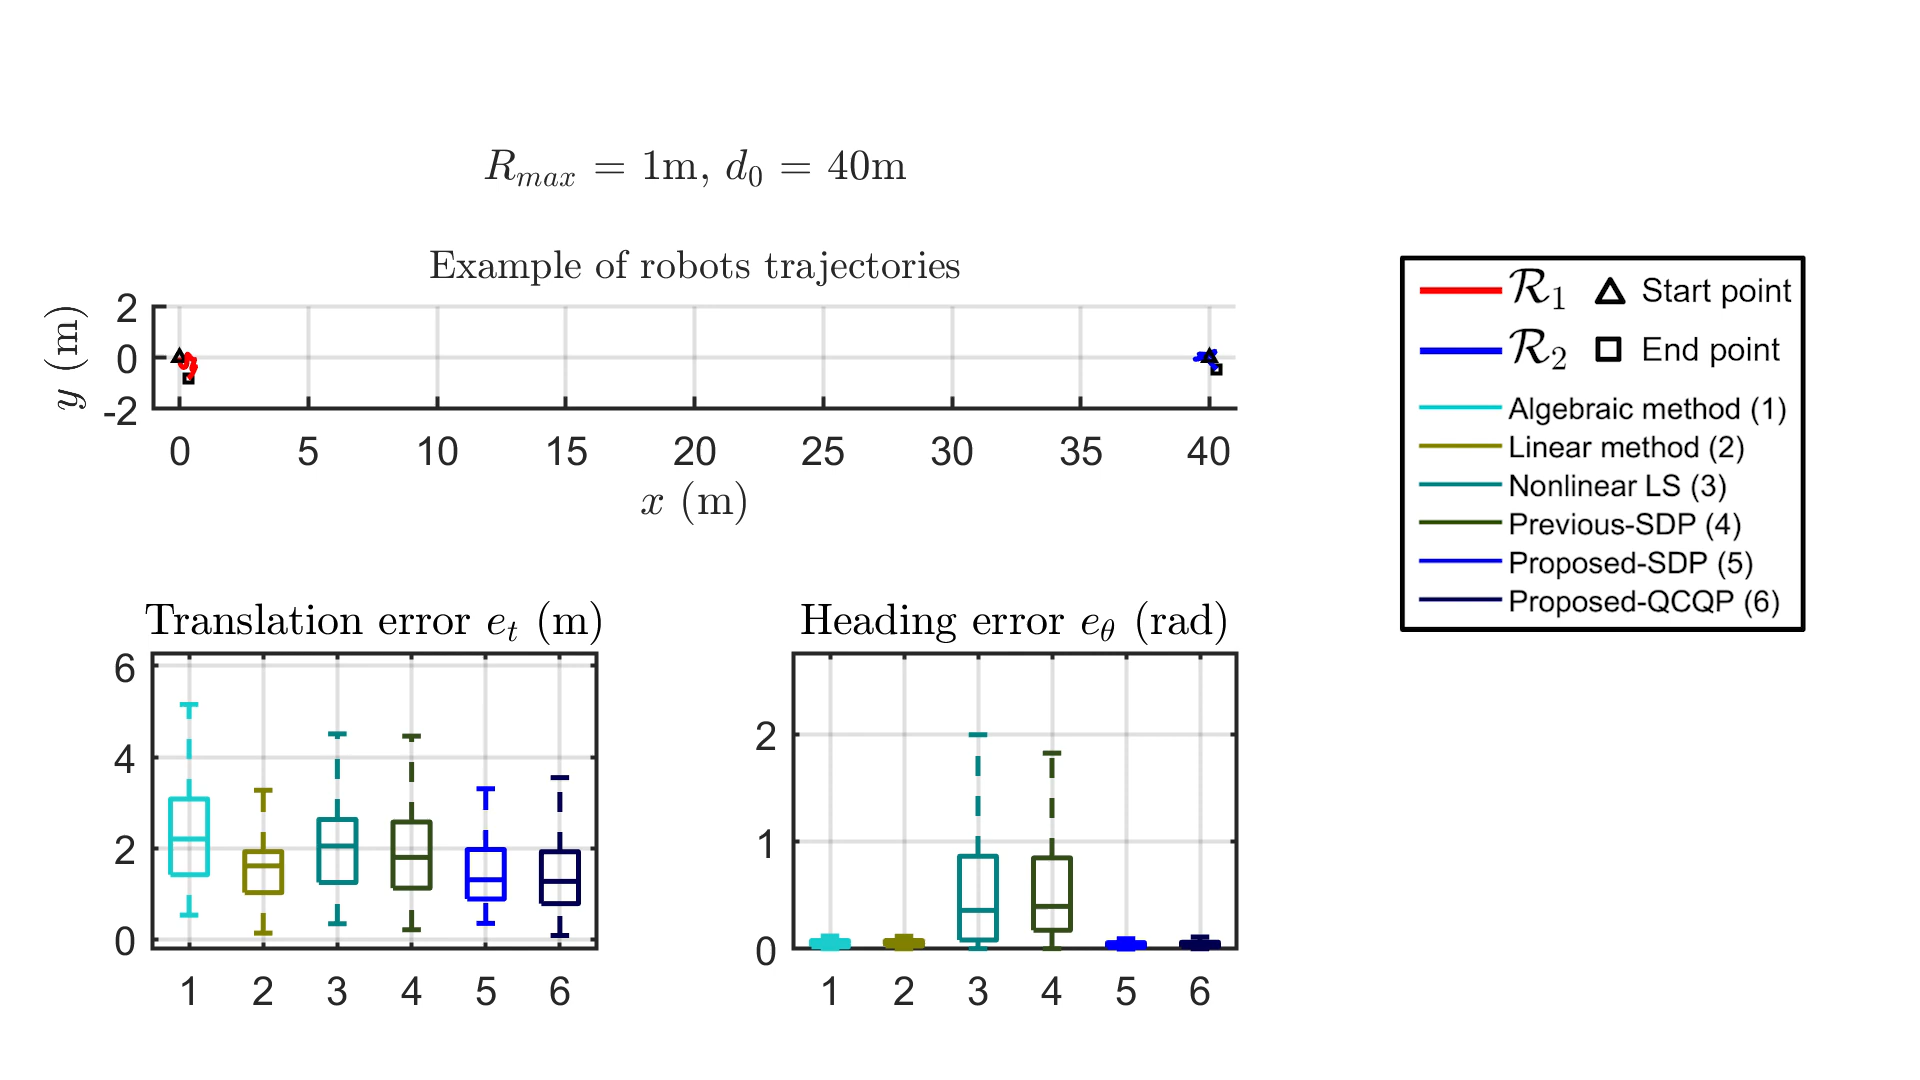 R_max = 1m, d_0 = 40m
Example of robots trajectories
2
0
-2
y (m)
0 5 10 15 20 25 30 35 40
x (m)
R_1 Start point
R_2 End point
Algebraic method (1)
Linear method (2)
Nonlinear LS (3)
Previous-SDP (4)
Proposed-SDP (5)
Proposed-QCQP (6)
Translation error e_t (m)
6
4
2
0
1 2 3 4 5 6
Heading error e_θ (rad)
2
1
0
1 2 3 4 5 6